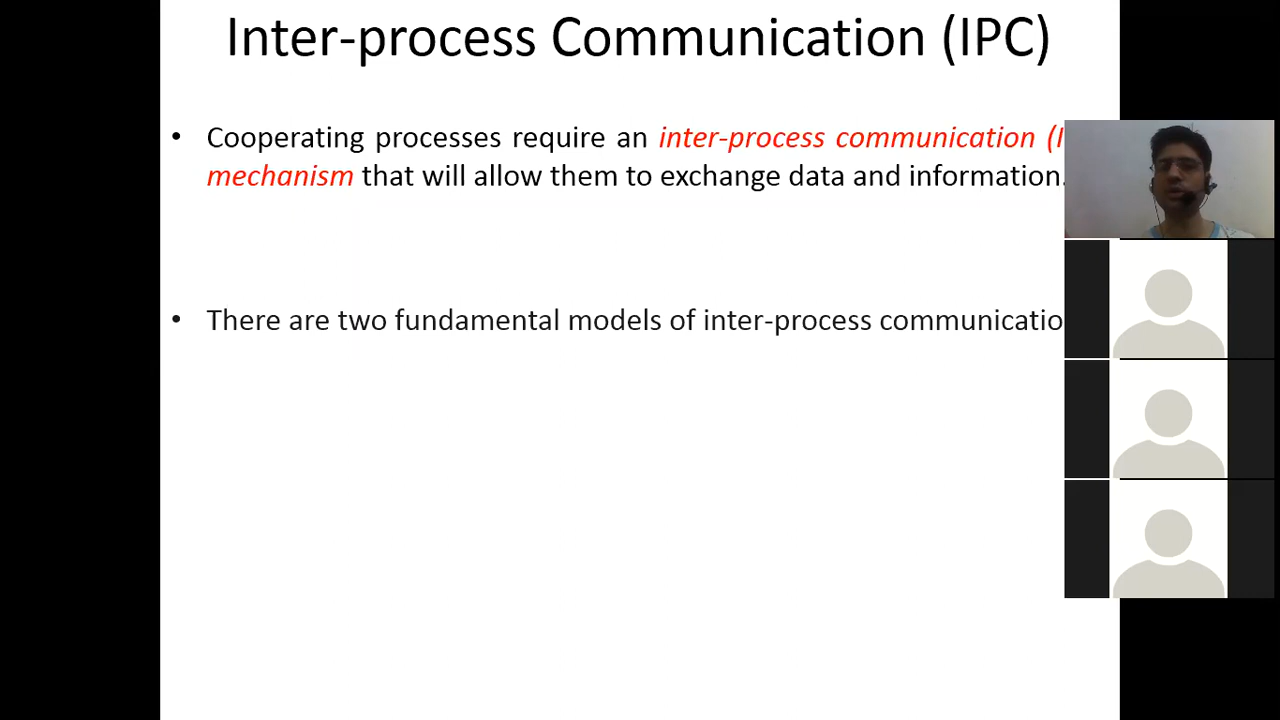 Inter-process Communication (IPC)
• Cooperating processes require an inter-process communication (I
mechanism that will allow them to exchange data and information.
• There are two fundamental models of inter-process communicatio